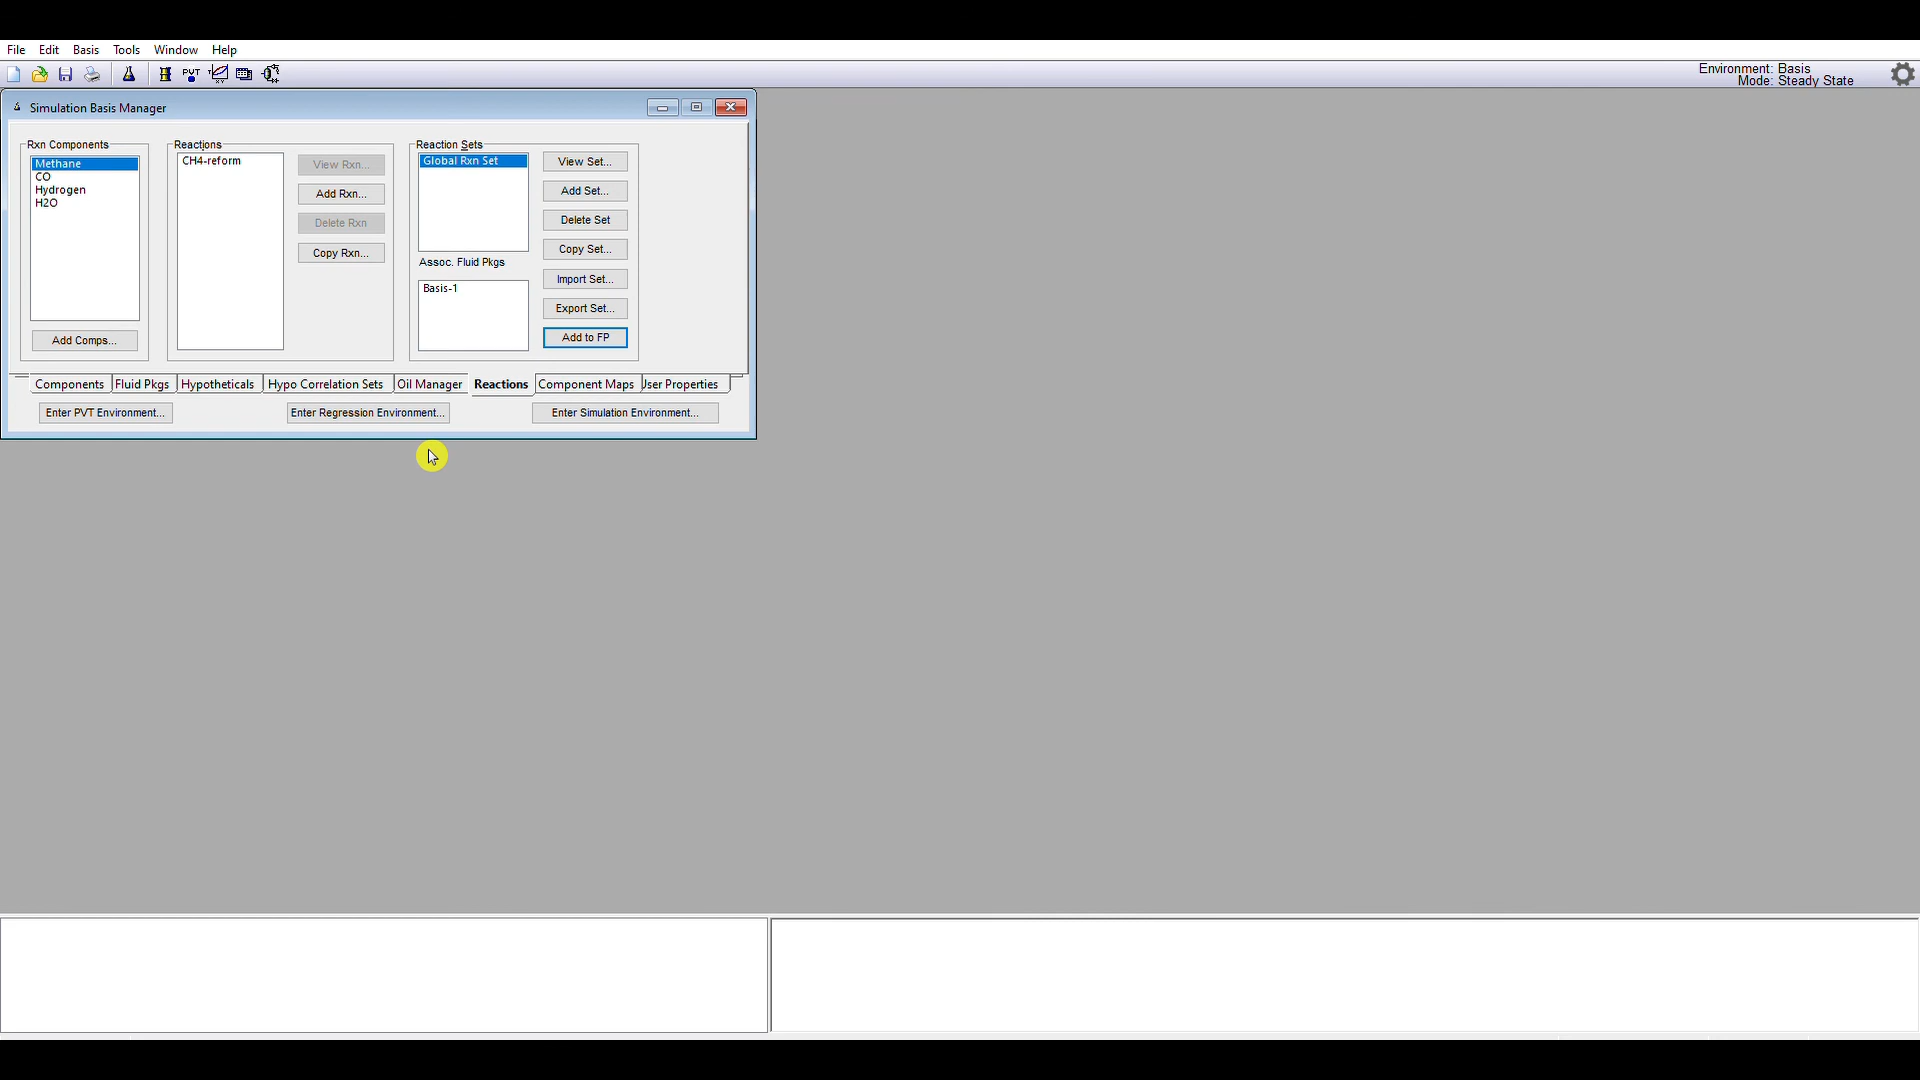 File Edit Basis Tools Window Help
PVT
Environment: Basis
Mode: Steady State
Simulation Basis Manager
Rxn Components
Methane
CO
Hydrogen
H2O
Add Comps...
Reactions
CH4-reform
View Rxn...
Add Rxn...
Delete Rxn
Copy Rxn...
Reaction Sets
Global Rxn Set
Assoc. Fluid Pkgs
Basis-1
View Set...
Add Set...
Delete Set
Copy Set...
Import Set...
Export Set...
Add to FP
Components Fluid Pkgs Hypotheticals Hypo Correlation Sets Oil Manager Reactions Component Maps Jser Properties
Enter PVT Environment... Enter Regression Environment... Enter Simulation Environment...